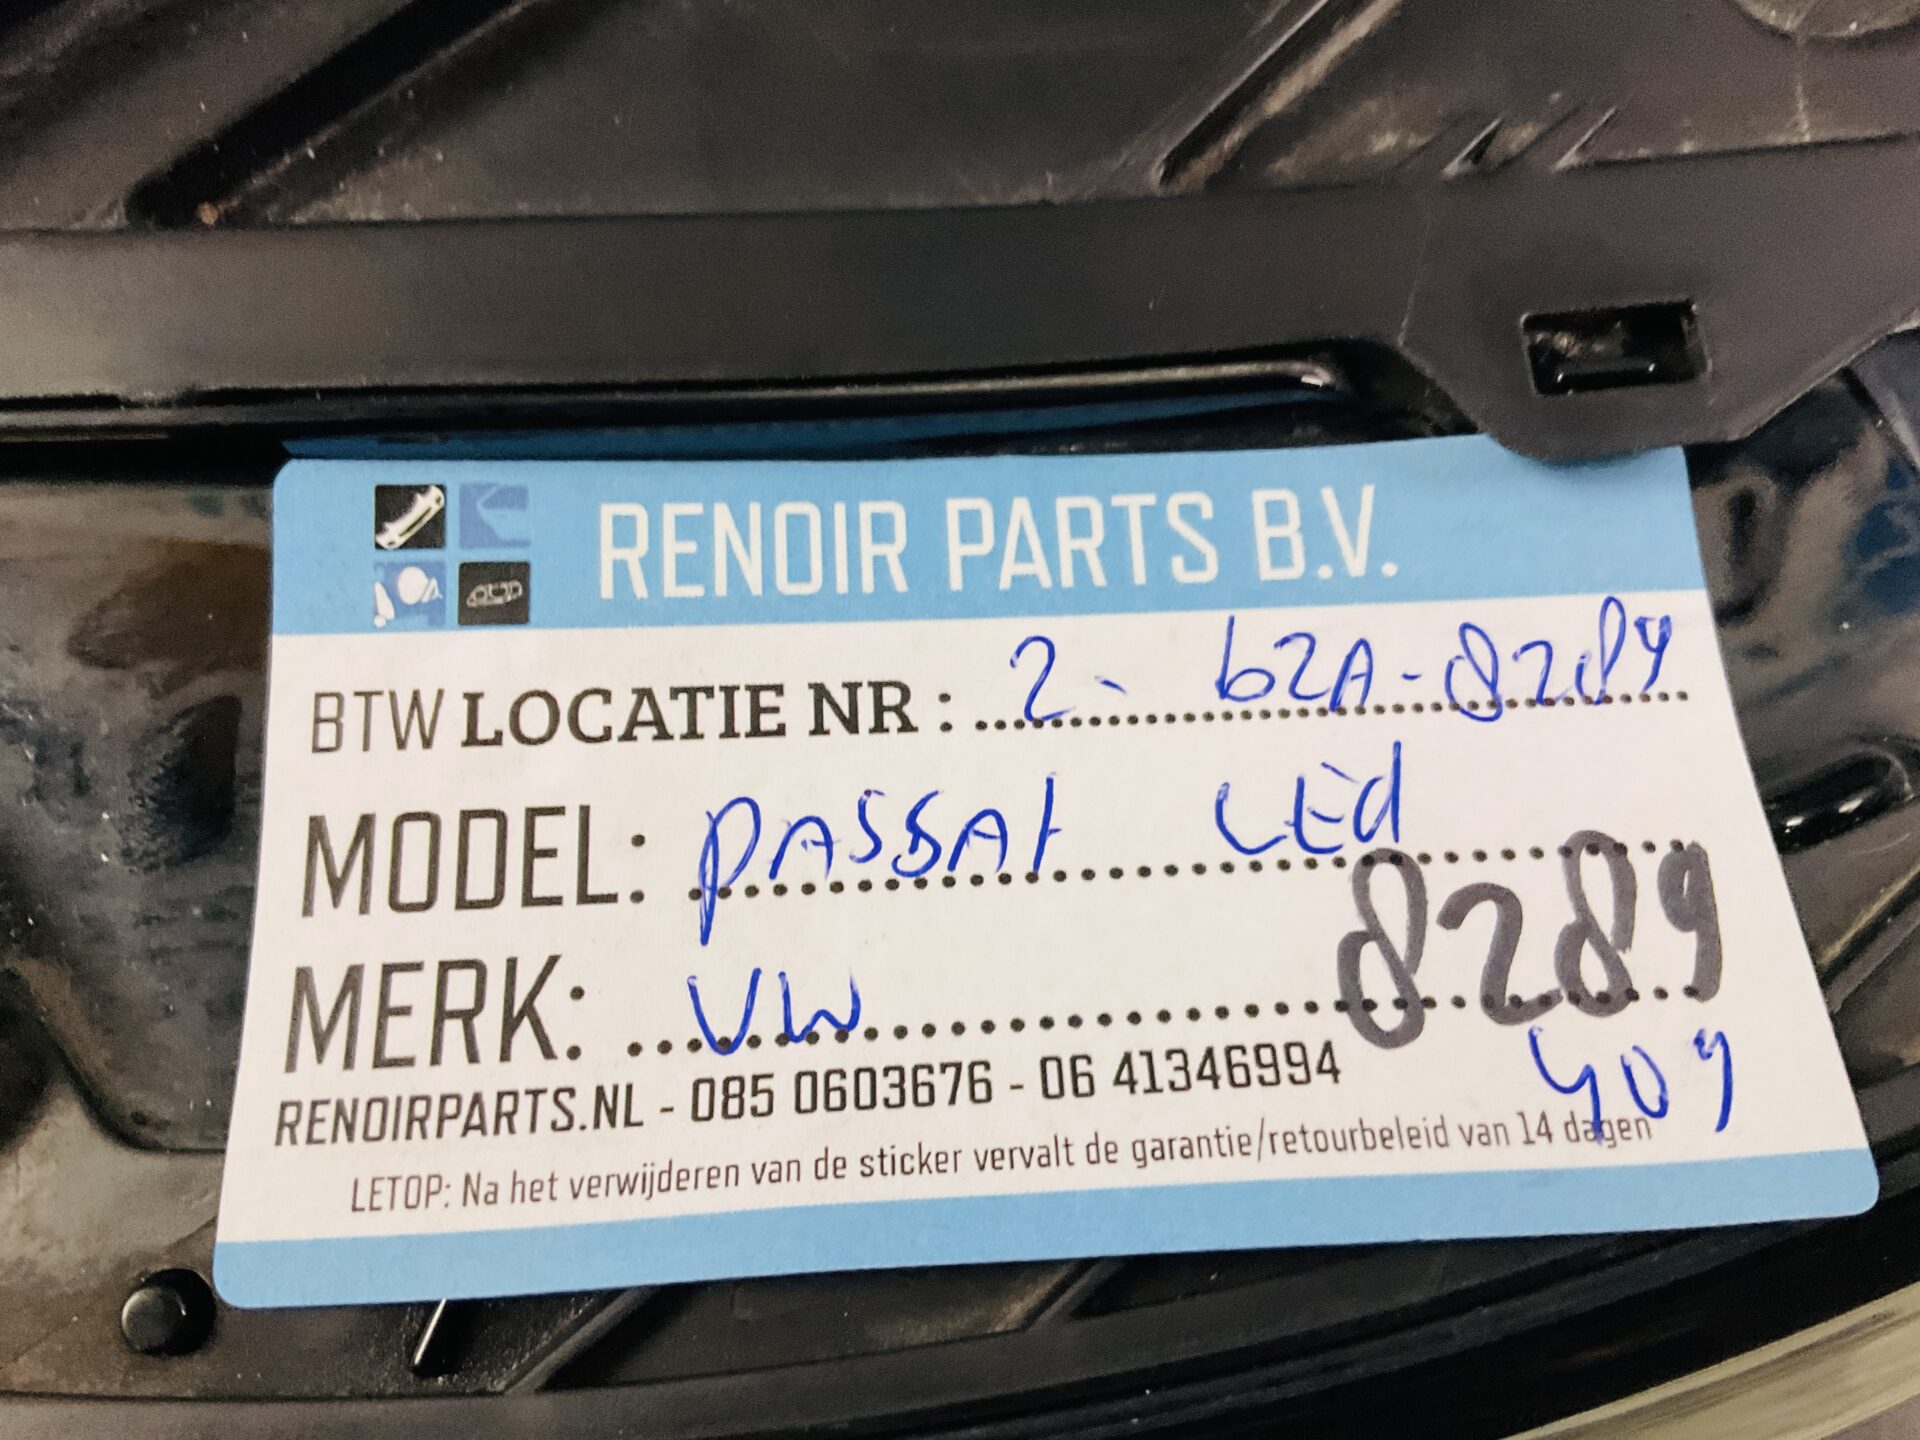 RENOIR PARTS B.V.
BTW LOCATIE NR : 2- b2A-8289
MODEL: PASSAt LEd
MERK: VW 8289
RENOIRPARTS.NL - 085 0603676 - 06 41346994
409
LETOP: Na het verwijderen van de sticker vervalt de garantie/retourbeleid van 14 dagen